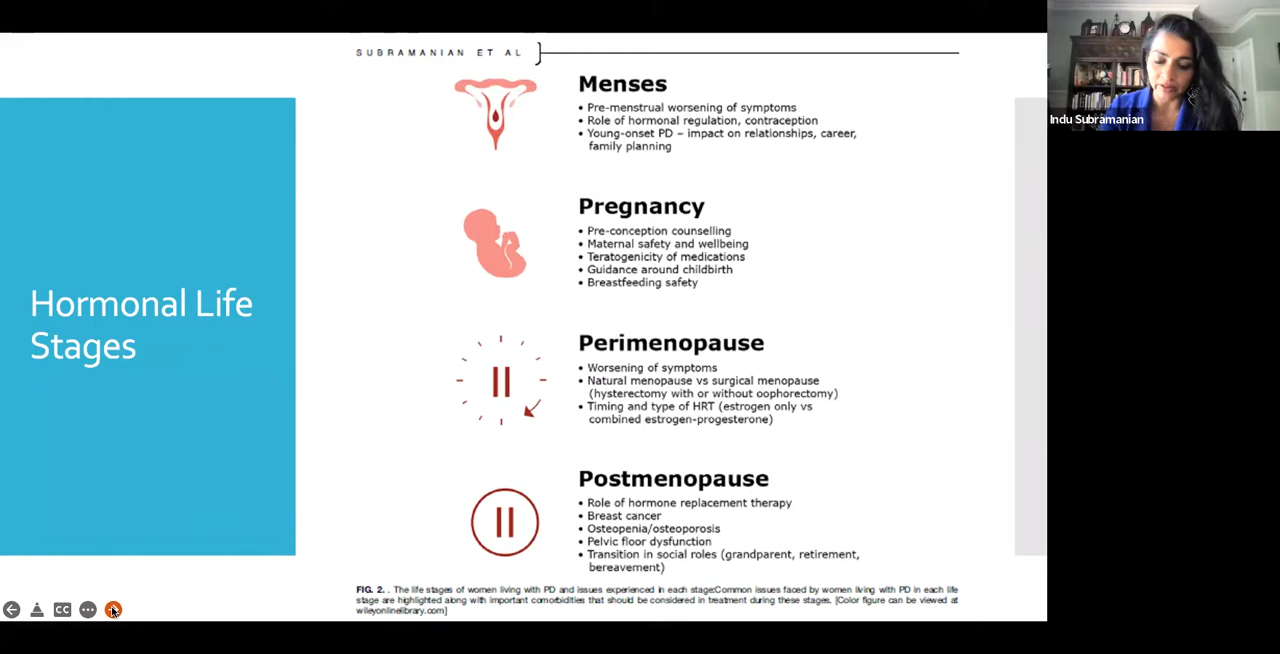 SUBRAMANIAN ET AL
Indu Subramanian
Hormonal Life
Stages
Menses
• Pre-menstrual worsening of symptoms
• Role of hormonal regulation, contraception
• Young-onset PD – impact on relationships, career,
family planning
Pregnancy
• Pre-conception counselling
• Maternal safety and wellbeing
• Teratogenicity of medications
• Guidance around childbirth
• Breastfeeding safety
Perimenopause
• Worsening of symptoms
• Natural menopause vs surgical menopause
(hysterectomy with or without oophorectomy)
• Timing and type of HRT (estrogen only vs
combined estrogen-progesterone)
Postmenopause
• Role of hormone replacement therapy
• Breast cancer
• Osteopenia/osteoporosis
• Pelvic floor dysfunction
• Transition in social roles (grandparent, retirement,
bereavement)
FIG. 2. . The life stages of women living with PD and issues experienced in each stage:Common issues faced by women living with PD in each life
stage are highlighted along with important comorbidities that should be considered in treatment during these stages. [Color figure can be viewed at
wileyonlinelibrary.com]
CC